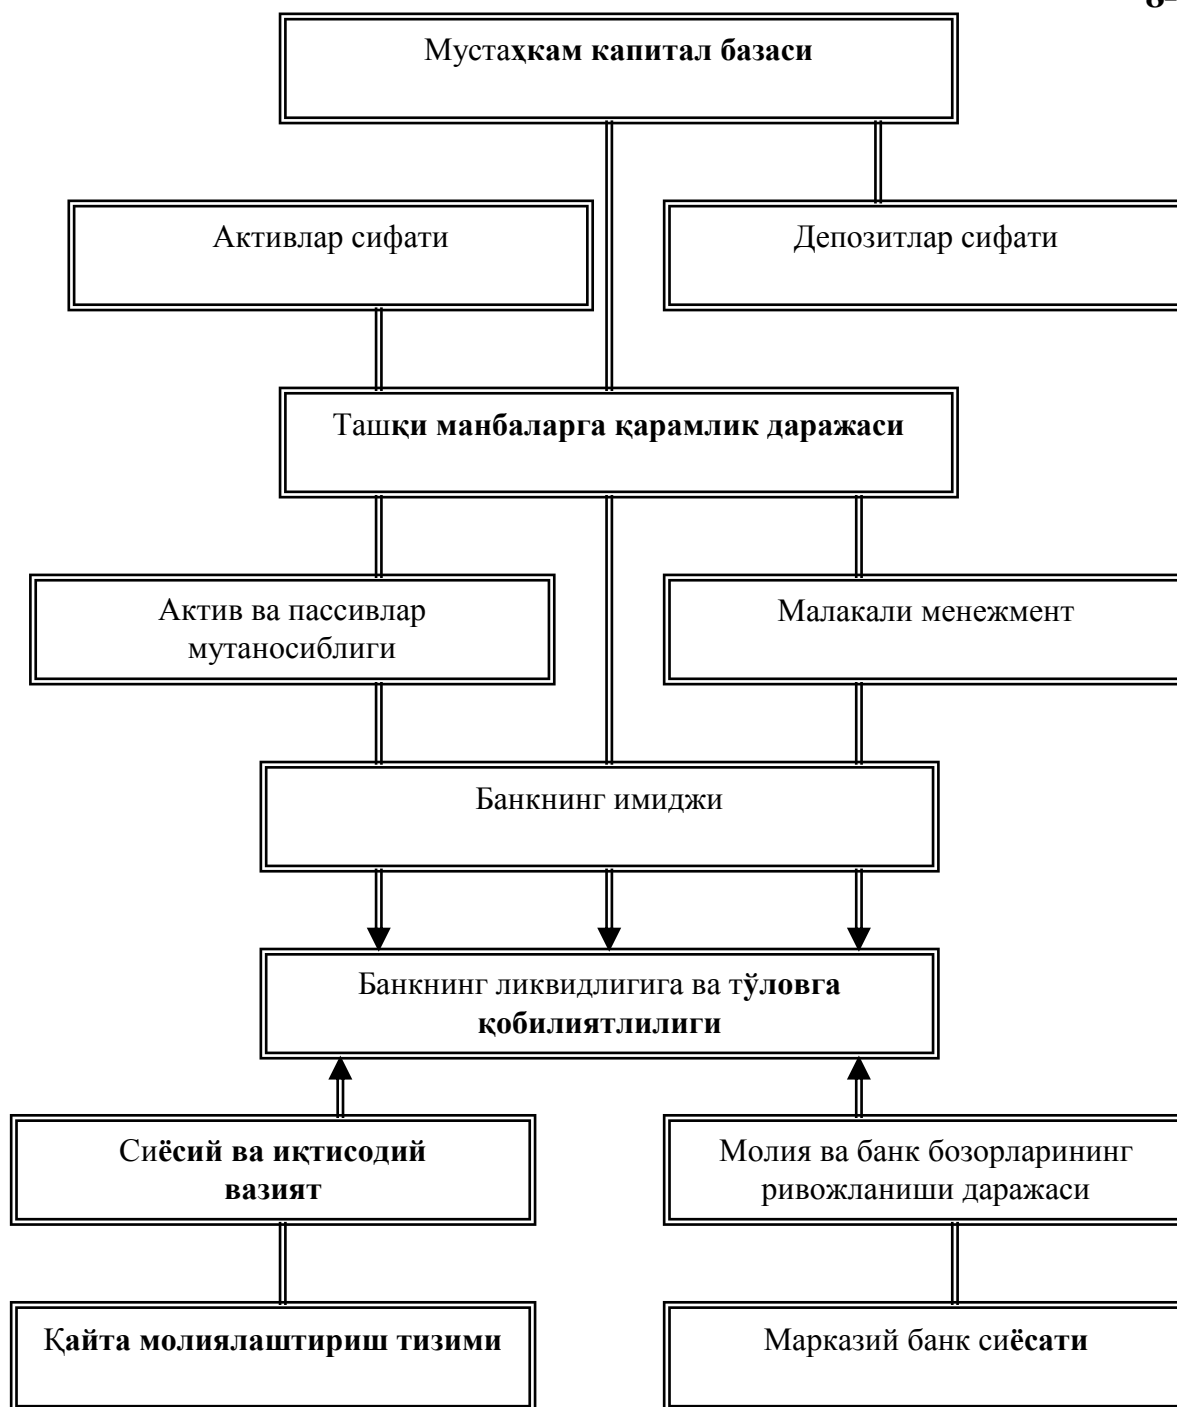 8-
Мустаҳкам капитал базаси
Активлар сифати
Депозитлар сифати
Ташқи манбаларга қарамлик даражаси
Актив ва пассивлар
мутаносиблиги
Малакали менежмент
Банкнинг имиджи
Банкнинг ликвидлигига ва тўловга
қобилиятлилиги
Сиёсий ва иқтисодий
вазият
Молия ва банк бозорларининг
ривожланиши даражаси
Қайта молиялаштириш тизими
Марказий банк сиёсати